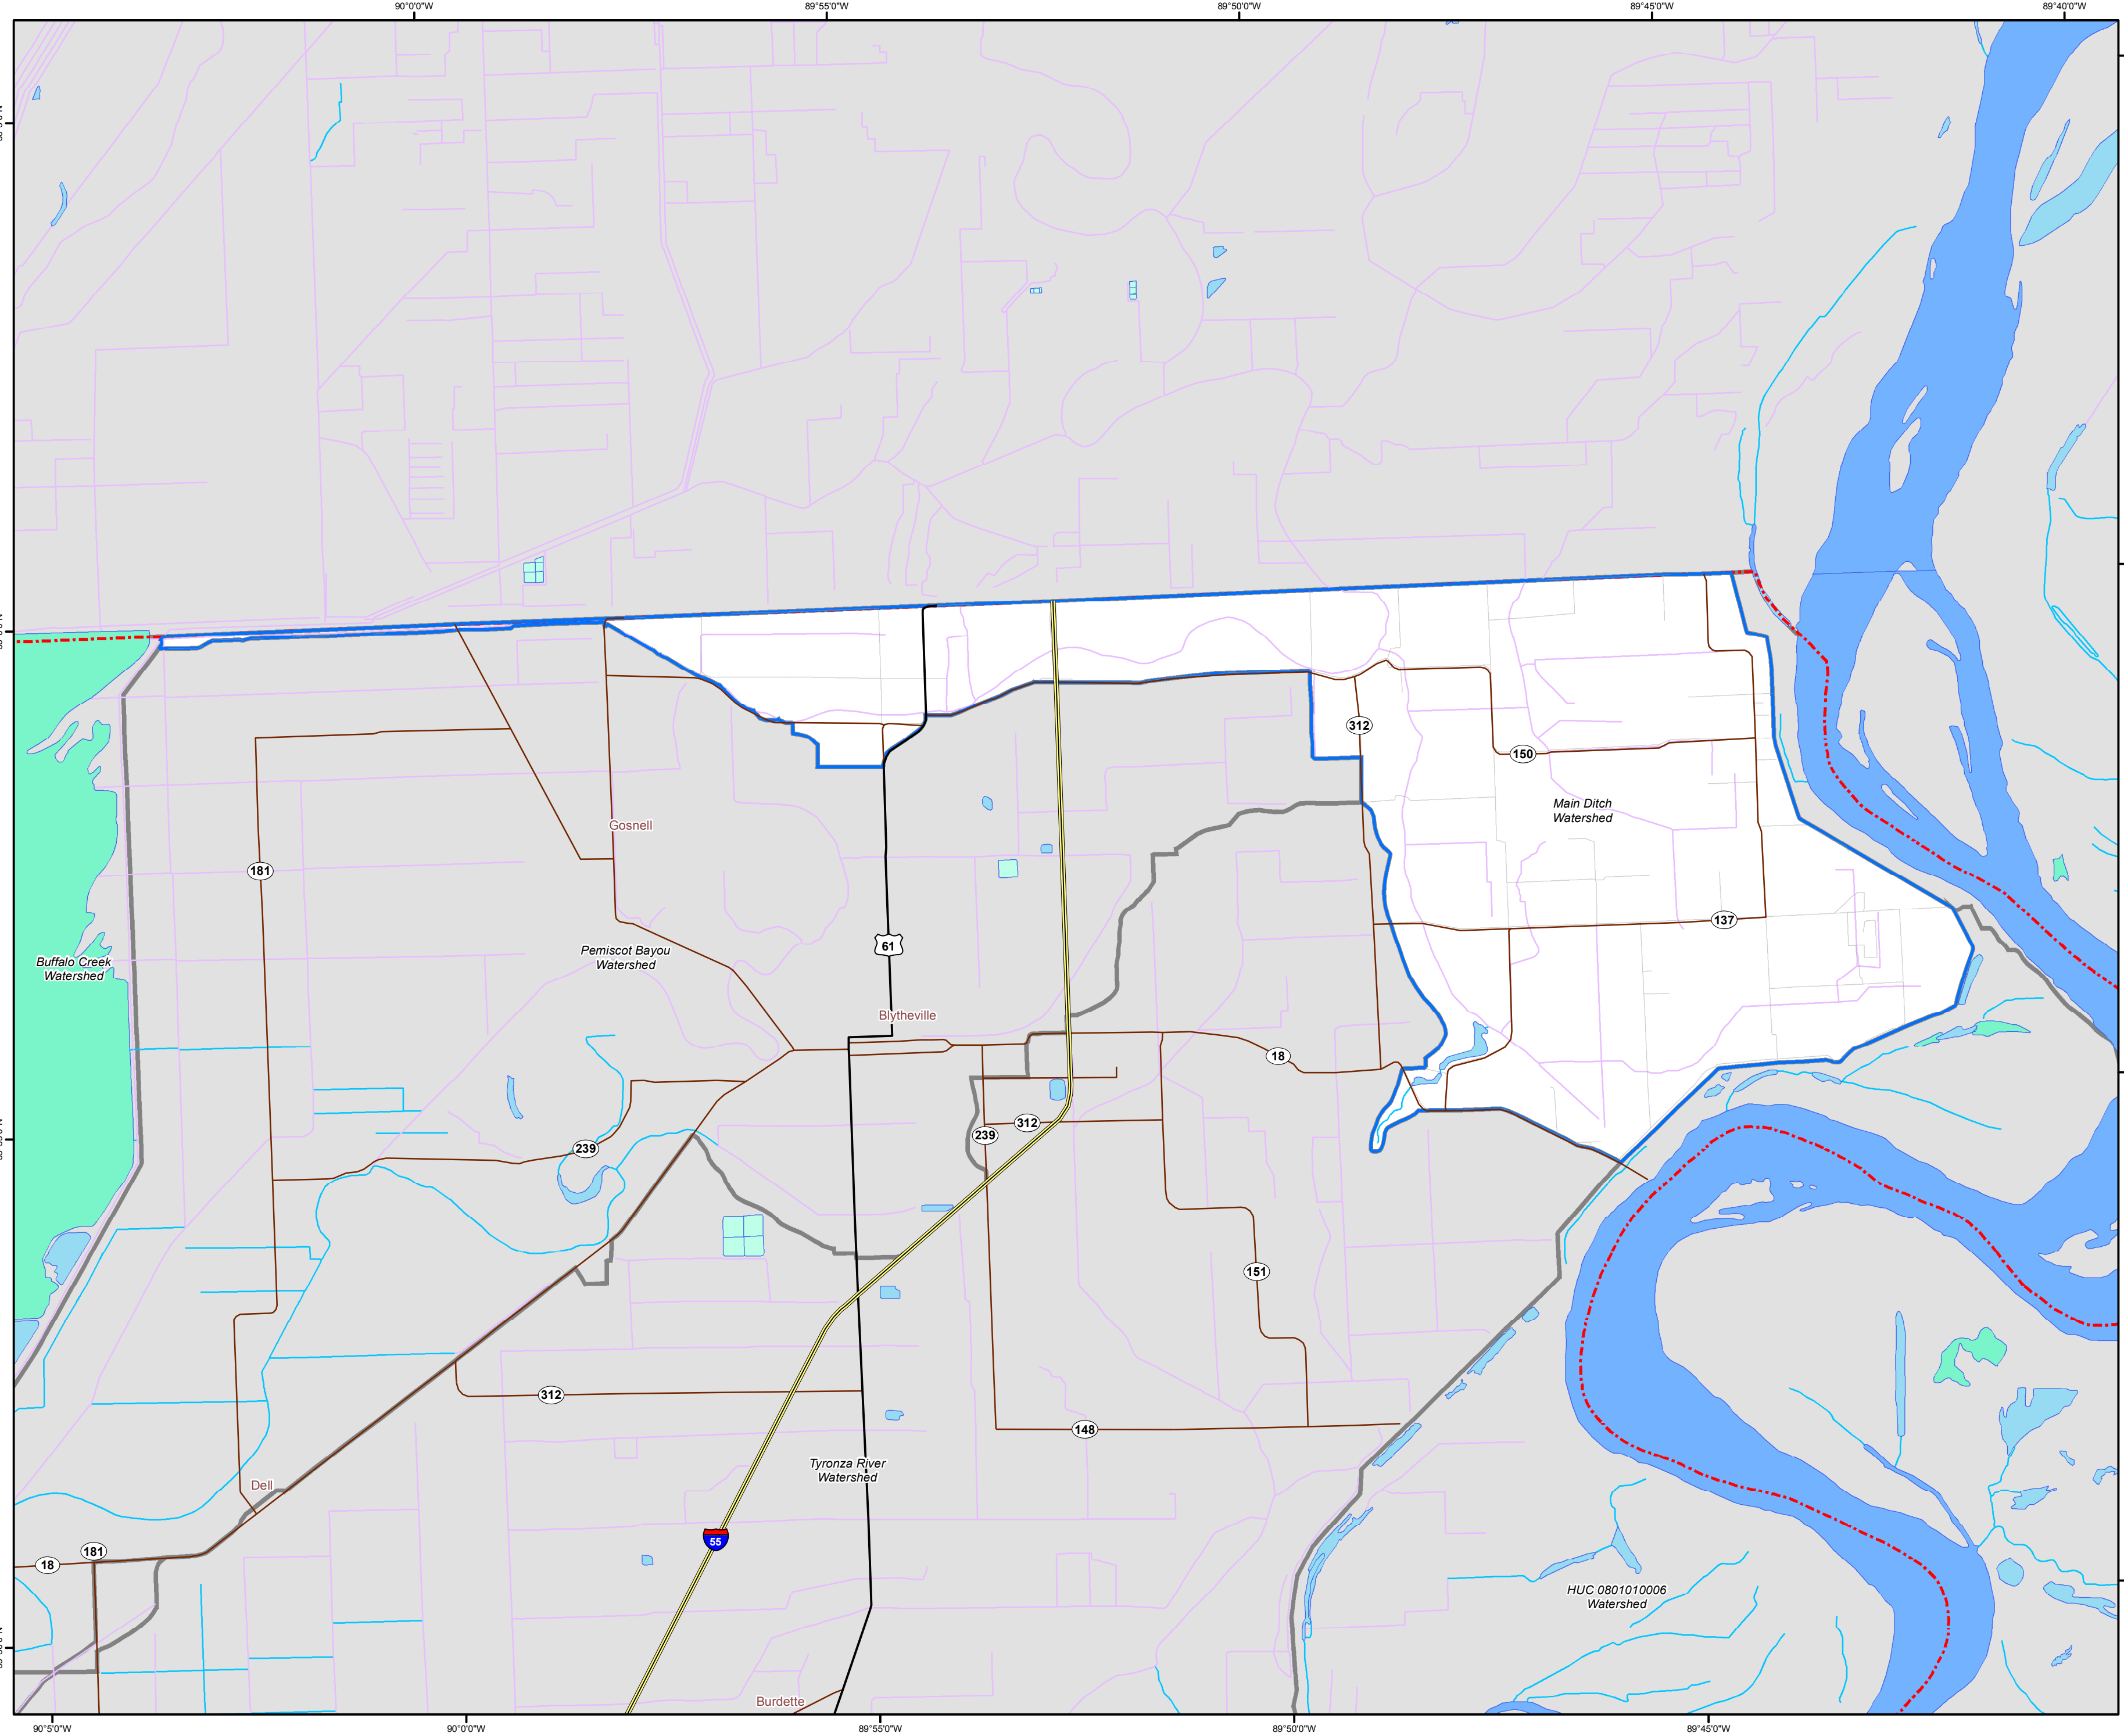 90°0'0"W
89°55'0"W
89°50'0"W
89°45'0"W
89°40'0"W
312
150
Main Ditch
Watershed
Gosnell
181
137
61
Pemiscot Bayou
Watershed
Buffalo Creek
Watershed
Blytheville
18
312
239
239
151
312
148
Tyronza River
Watershed
Dell
55
181
18
HUC 0801010006
Watershed
Burdette
90°5'0"W
90°0'0"W
89°55'0"W
89°50'0"W
89°45'0"W